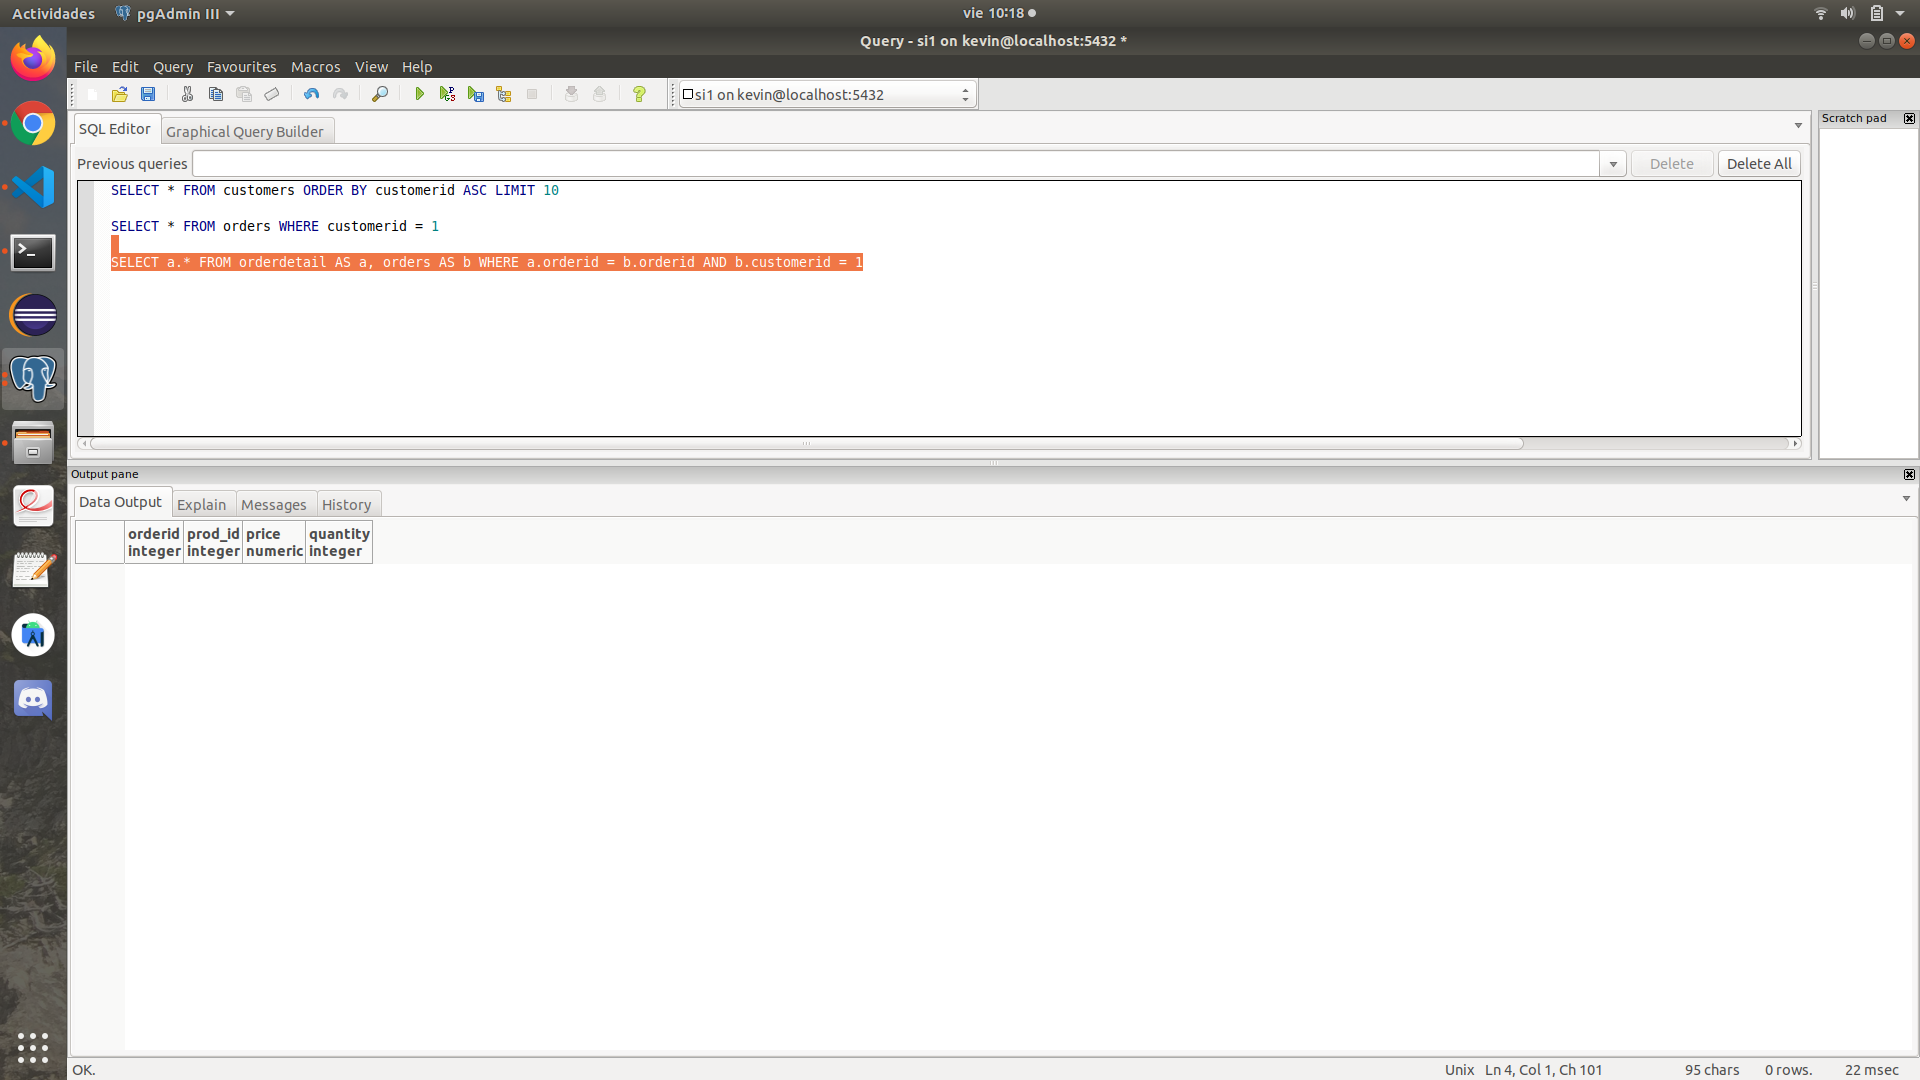 Actividades
pgAdmin III
vie 10:18
Query - si1 on kevin@localhost:5432 *
File Edit Query Favourites Macros View Help
si1 on kevin@localhost:5432
SQL Editor
Graphical Query Builder
Scratch pad
Previous queries
Delete
Delete All
SELECT * FROM customers ORDER BY customerid ASC LIMIT 10
SELECT * FROM orders WHERE customerid = 1
SELECT a.* FROM orderdetail AS a, orders AS b WHERE a.orderid = b.orderid AND b.customerid = 1
Output pane
Data Output
Explain
Messages
History
orderid prod_id price quantity
integer integer numeric integer
OK.
Unix
Ln 4, Col 1, Ch 101
95 chars
0 rows.
22 msec